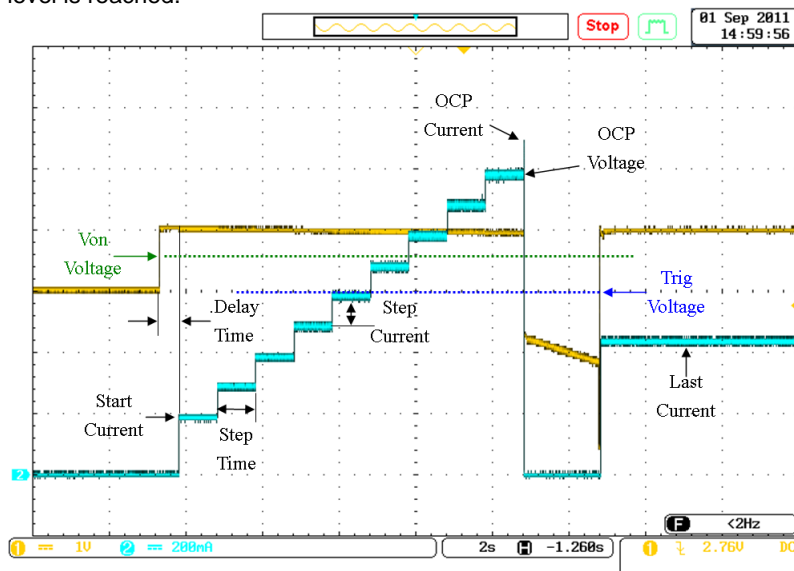 level is reached.
Stop
01 Sep 2011
14:59:56
OCP
Current
OCP
Voltage
Von
Voltage
Delay
Time
Step
Current
Trig
Voltage
Start
Current
Step
Time
Last
Current
2
F <2Hz
1 1V 2 200mA
2s H -1.260s
1 2.76V DC